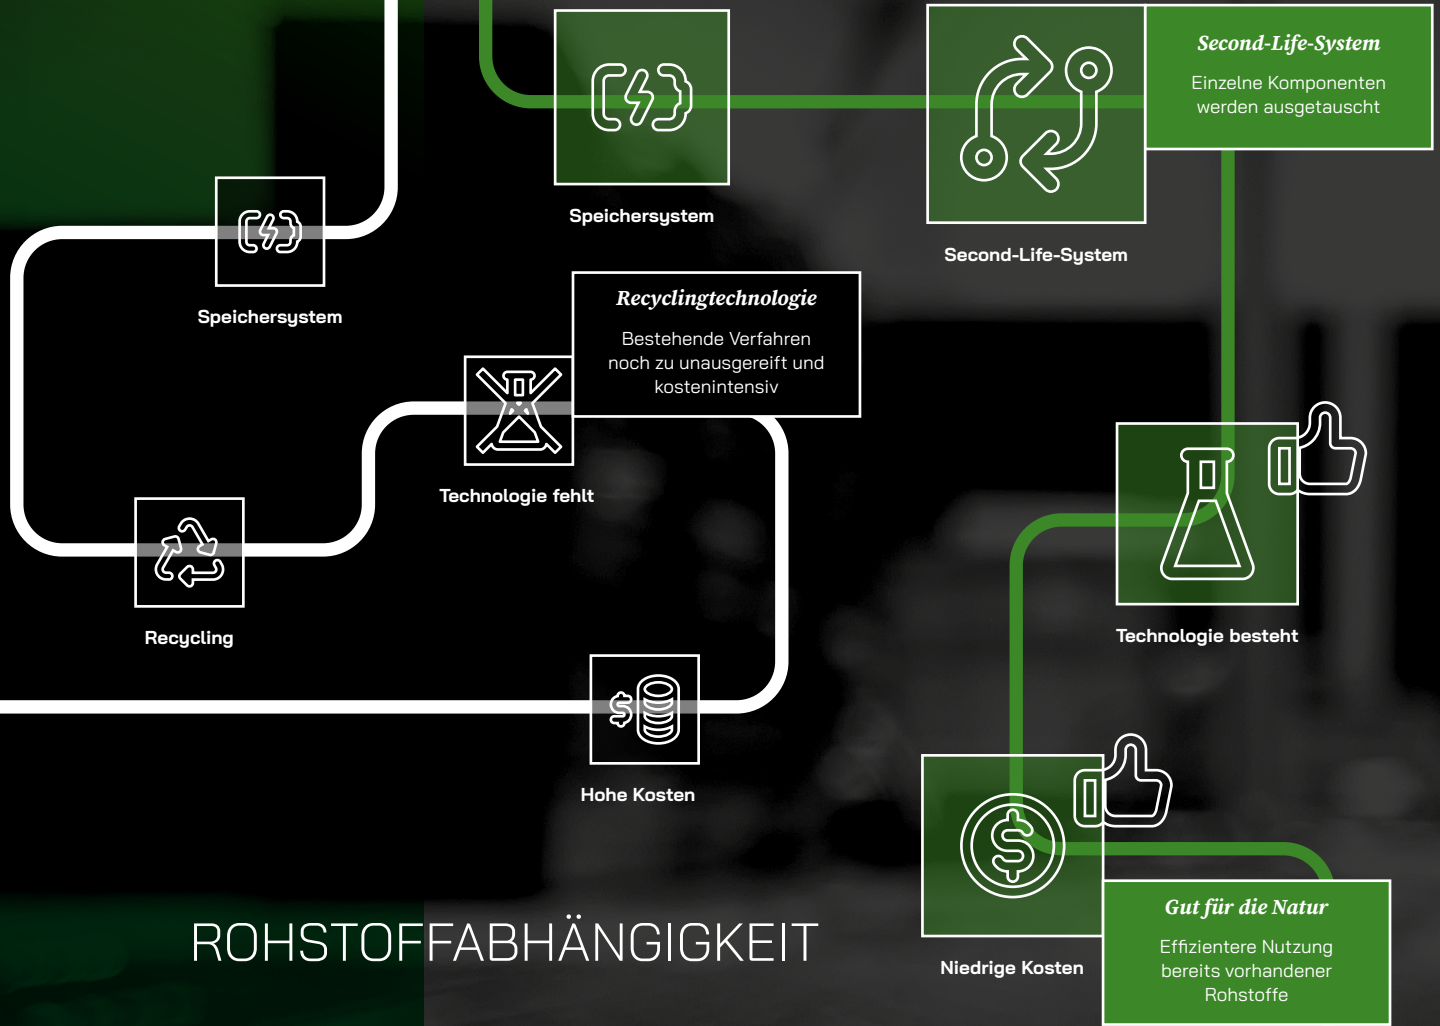 Second-Life-System
Einzelne Komponenten
werden ausgetauscht
Speichersystem
Second-Life-System
Speichersystem
Recyclingtechnologie
Bestehende Verfahren
noch zu unausgereift und
kostenintensiv
Technologie fehlt
Recycling
Technologie besteht
Hohe Kosten
Niedrige Kosten
Gut für die Natur
Effizientere Nutzung
bereits vorhandener
Rohstoffe
ROHSTOFFABHÄNGIGKEIT